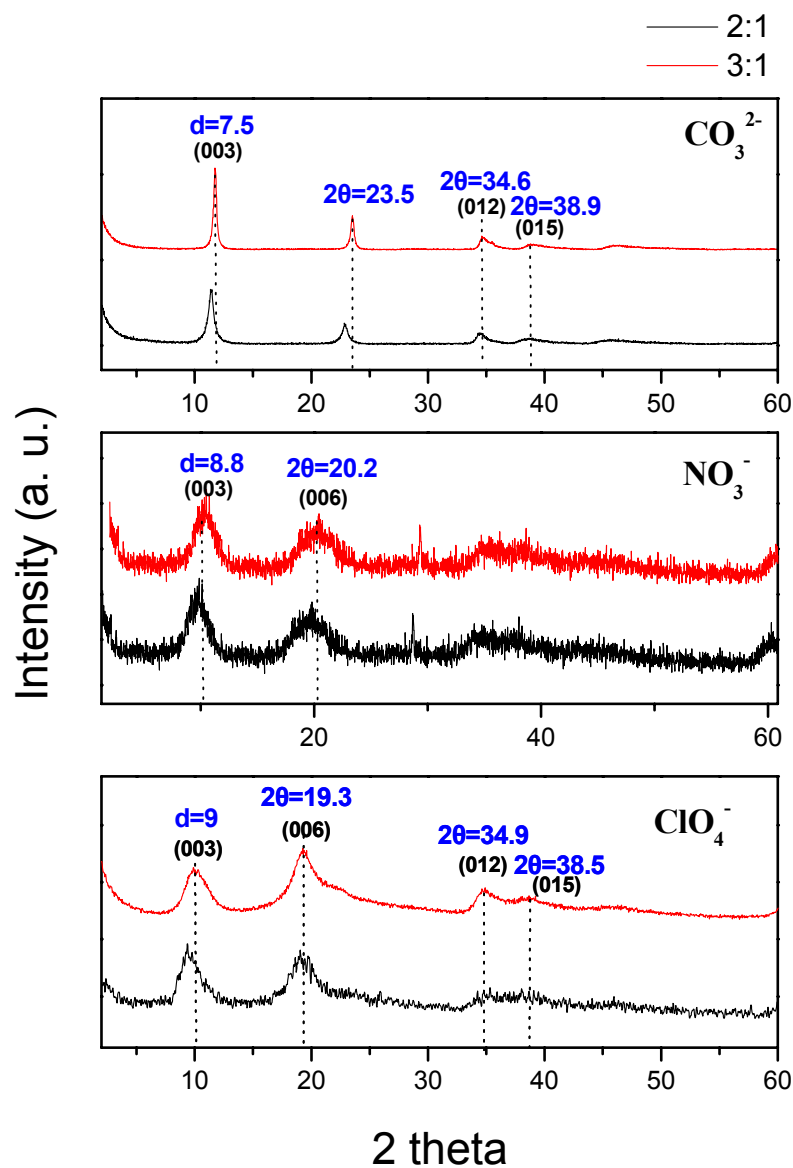 2:1
3:1
d=7.5
(003)
2θ=23.5
2θ=34.6
(012)
2θ=38.9
(015)
CO₃²⁻
10 20 30 40 50 60
d=8.8
(003)
2θ=20.2
(006)
NO₃⁻
20 40 60
d=9
(003)
2θ=19.3
(006)
2θ=34.9
(012)
2θ=38.5
(015)
ClO₄⁻
10 20 30 40 50 60
Intensity (a. u.)
2 theta